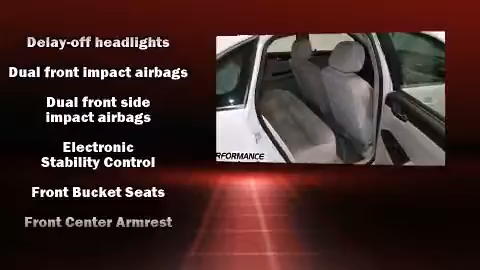 Delay-off headlights
Dual front impact airbags
Dual front side
impact airbags
Electronic
Stability Control
Front Bucket Seats
Front Center Armrest
RFORMANCE